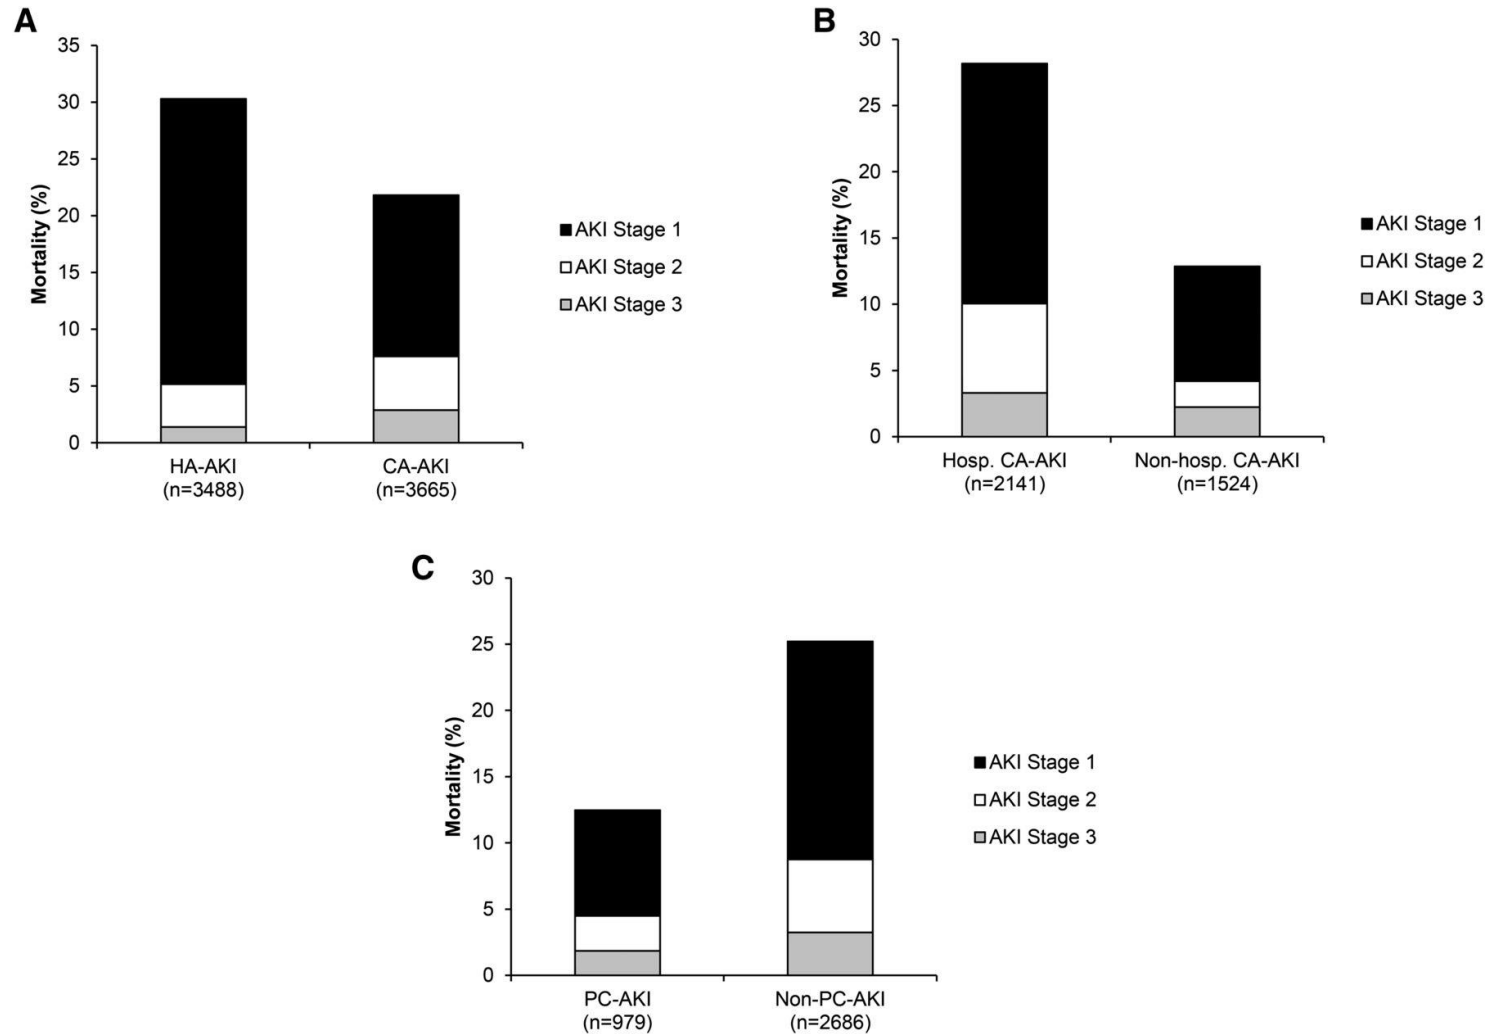 A
35
30
25
20
15
10
5
0
Mortality (%)
HA-AKI
(n=3488)
CA-AKI
(n=3665)
AKI Stage 1
AKI Stage 2
AKI Stage 3
B
30
25
20
15
10
5
0
Mortality (%)
Hosp. CA-AKI
(n=2141)
Non-hosp. CA-AKI
(n=1524)
AKI Stage 1
AKI Stage 2
AKI Stage 3
C
30
25
20
15
10
5
0
Mortality (%)
PC-AKI
(n=979)
Non-PC-AKI
(n=2686)
AKI Stage 1
AKI Stage 2
AKI Stage 3